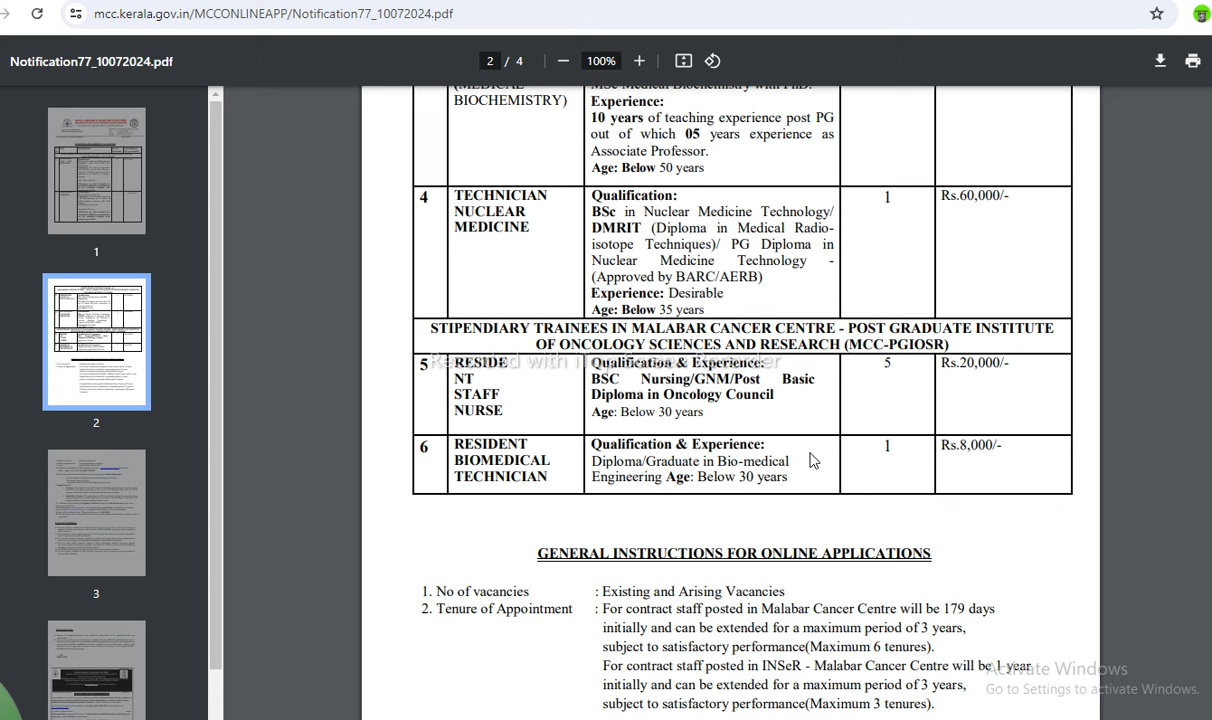 mcc.kerala.gov.in/MCCONLINEAPP/Notification77_10072024.pdf
Notification77_10072024.pdf
2 / 4
100%
1
2
3
(MEDICAL
BIOCHEMISTRY)
MSc Medical Biochemistry with PhD.
Experience:
10 years of teaching experience post PG
out of which 05 years experience as
Associate Professor.
Age: Below 50 years
4
TECHNICIAN
NUCLEAR
MEDICINE
Qualification:
BSc in Nuclear Medicine Technology/
DMRIT (Diploma in Medical Radio-
isotope Techniques)/ PG Diploma in
Nuclear Medicine Technology -
(Approved by BARC/AERB)
Experience: Desirable
Age: Below 35 years
1
Rs.60,000/-
STIPENDIARY TRAINEES IN MALABAR CANCER CENTRE - POST GRADUATE INSTITUTE
OF ONCOLOGY SCIENCES AND RESEARCH (MCC-PGIOSR)
5
RESIDE
NT
STAFF
NURSE
Qualification & Experience:
BSC Nursing/GNM/Post Basic
Diploma in Oncology Council
Age: Below 30 years
5
Rs.20,000/-
Recorded with
6
RESIDENT
BIOMEDICAL
TECHNICIAN
Qualification & Experience:
Diploma/Graduate in Bio-medical
Engineering Age: Below 30 years
1
Rs.8,000/-
GENERAL INSTRUCTIONS FOR ONLINE APPLICATIONS
1. No of vacancies : Existing and Arising Vacancies
2. Tenure of Appointment : For contract staff posted in Malabar Cancer Centre will be 179 days
initially and can be extended for a maximum period of 3 years,
subject to satisfactory performance(Maximum 6 tenures).
For contract staff posted in INSeR - Malabar Cancer Centre will be 1 year
initially and can be extended for a maximum period of 3 years,
subject to satisfactory performance(Maximum 3 tenures).
Activate Windows
Go to Settings to activate Windows.